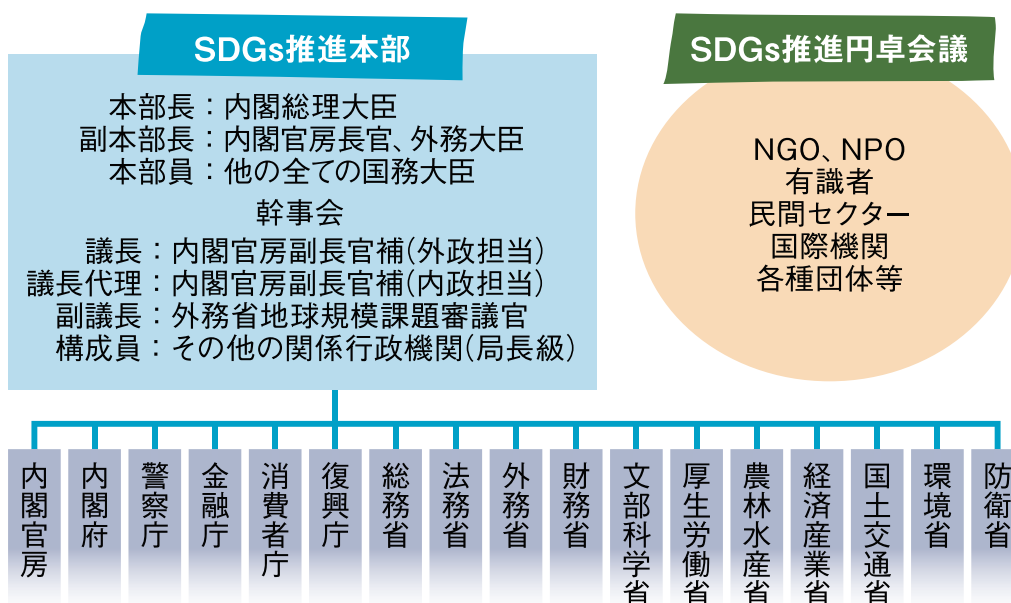 SDGs推進本部
本部長：内閣総理大臣
副本部長：内閣官房長官、外務大臣
本部員：他の全ての国務大臣
幹事会
議長：内閣官房副長官補(外政担当)
議長代理：内閣官房副長官補(内政担当)
副議長：外務省地球規模課題審議官
構成員：その他の関係行政機関(局長級)
SDGs推進円卓会議
NGO、NPO
有識者
民間セクター
国際機関
各種団体等
内閣官房
内閣府
警察庁
金融庁
消費者庁
復興庁
総務省
法務省
外務省
財務省
文部科学省
厚生労働省
農林水産省
経済産業省
国土交通省
環境省
防衛省